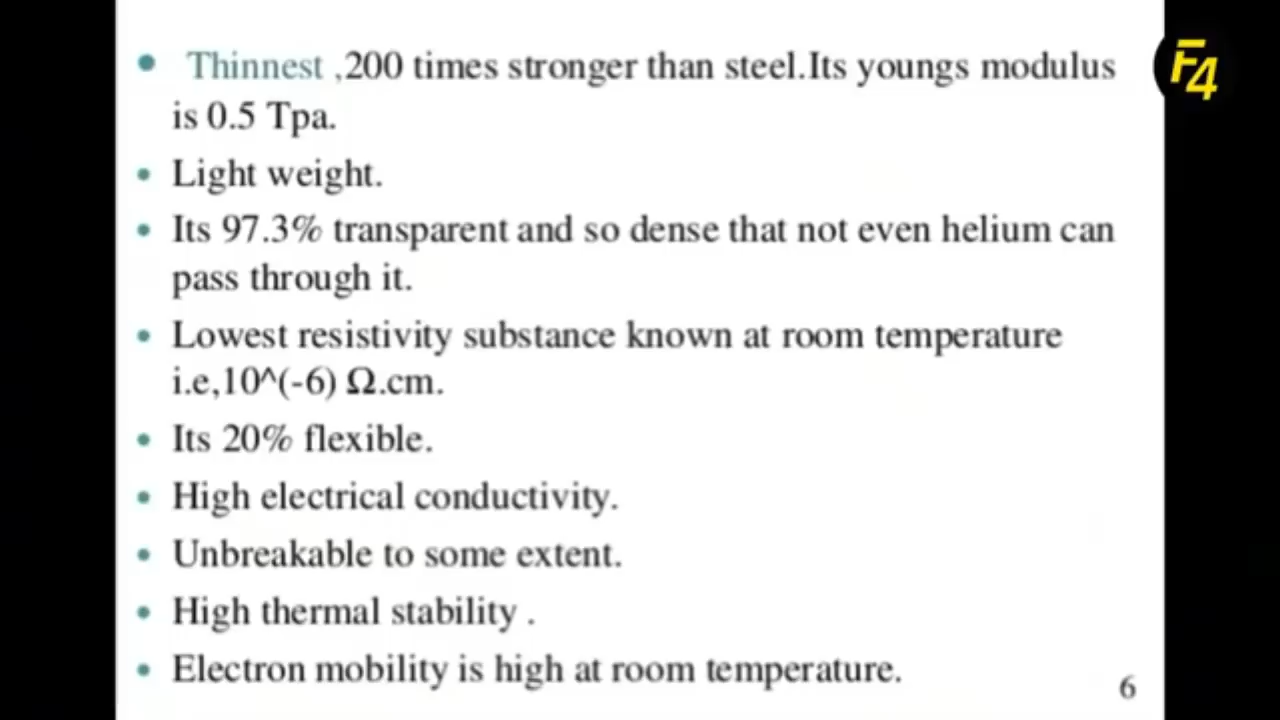 • Thinnest ,200 times stronger than steel.Its youngs modulus
is 0.5 Tpa.
• Light weight.
• Its 97.3% transparent and so dense that not even helium can
pass through it.
• Lowest resistivity substance known at room temperature
i.e,10^(-6) Ω.cm.
• Its 20% flexible.
• High electrical conductivity.
• Unbreakable to some extent.
• High thermal stability .
• Electron mobility is high at room temperature.
6
F4